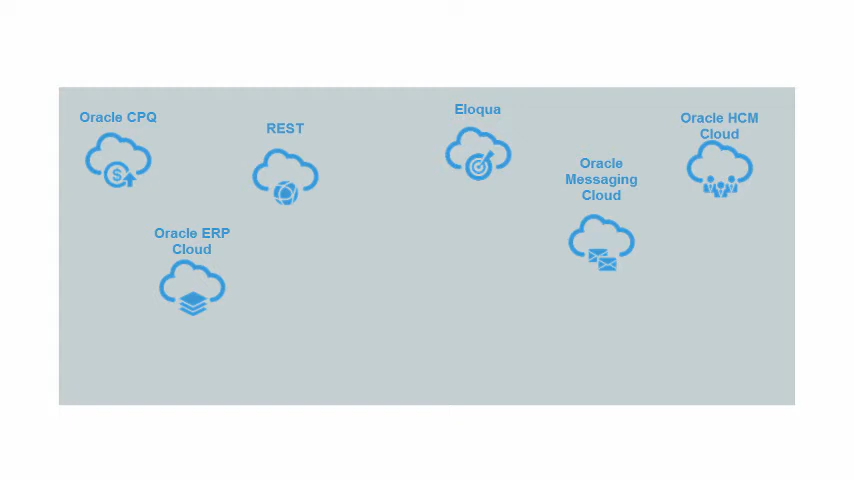 Oracle CPQ
REST
Eloqua
Oracle HCM
Cloud
Oracle
Messaging
Cloud
Oracle ERP
Cloud
$